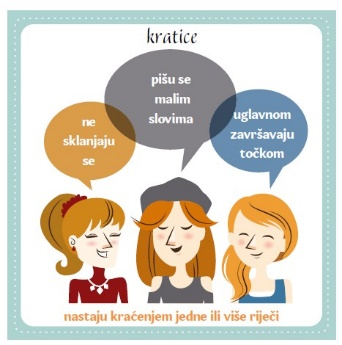 kratice
pišu se
malim
slovima
ne
sklanjaju
se
uglavnom
završavaju
točkom
nastaju kraćenjem jedne ili više riječi